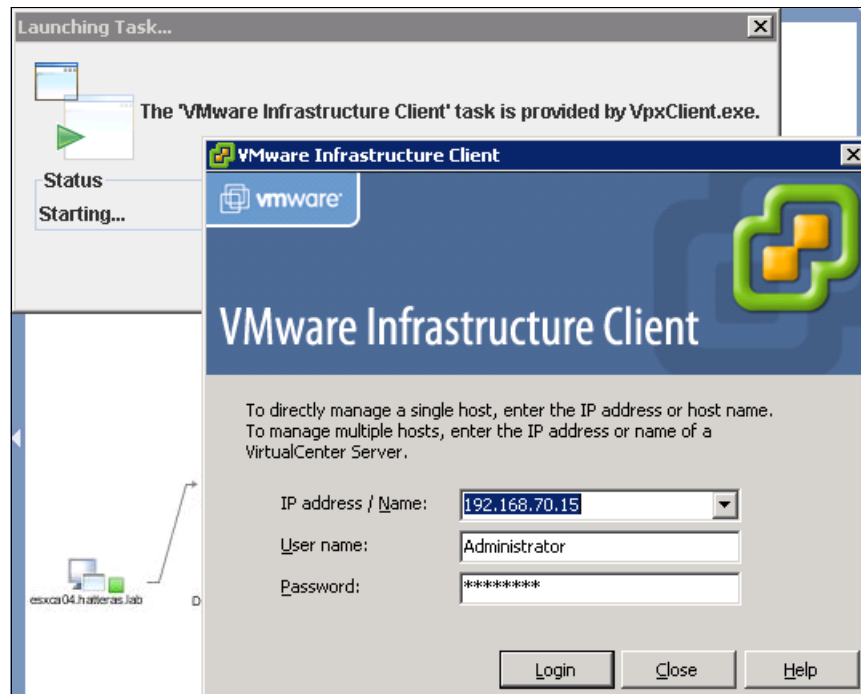 Launching Task...
The 'VMware Infrastructure Client' task is provided by VpxClient.exe.
Status
Starting...
VMware Infrastructure Client
vmware
VMware Infrastructure Client
To directly manage a single host, enter the IP address or host name.
To manage multiple hosts, enter the IP address or name of a
VirtualCenter Server.
IP address / Name: 192.168.70.15
User name: Administrator
Password: ********
Login Close Help
esxca04.hatteras.lab
D